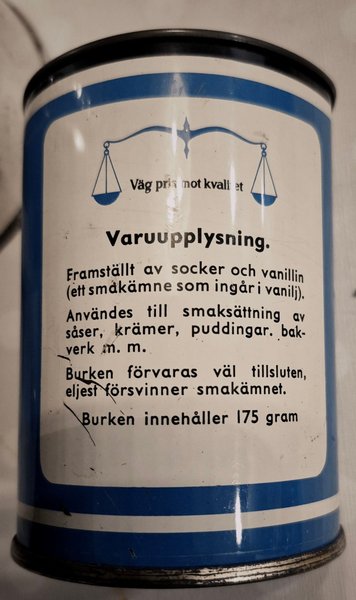 Väg pris mot kvalitet
Varuupplysning.
Framställt av socker och vanillin
(ett småkämne som ingår i vanilj).
Användes till smaksättning av
såser, krämer, puddingar. bak-
verk m. m.
Burken förvaras väl tillsluten,
eljest försvinner smakämnet.
Burken innehåller 175 gram